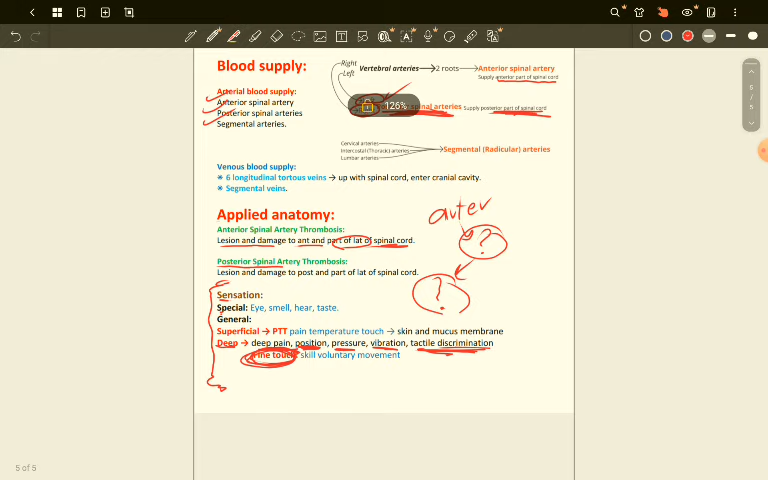 Blood supply:
Right
Left
Vertebral arteries
2 roots
Anterior spinal artery
Supply anterior part of spinal cord
Arterial blood supply:
Anterior spinal artery
Posterior spinal arteries
Segmental arteries.
126%
spinal arteries Supply posterior part of spinal cord
Cervical arteries
Intercostal (Thoracic) arteries
Lumbar arteries
Segmental (Radicular) arteries
Venous blood supply:
6 longitudinal tortous veins → up with spinal cord, enter cranial cavity.
Segmental veins.
Applied anatomy:
Anterior Spinal Artery Thrombosis:
Lesion and damage to ant and part of lat of spinal cord.
?
Posterior Spinal Artery Thrombosis:
Lesion and damage to post and part of lat of spinal cord.
?
Sensation:
Special: Eye, smell, hear, taste.
General:
Superficial → PTT pain temperature touch → skin and mucus membrane
Deep → deep pain, position, pressure, vibration, tactile discrimination
Fine touch: skill voluntary movement
5
/
5
5 of 5